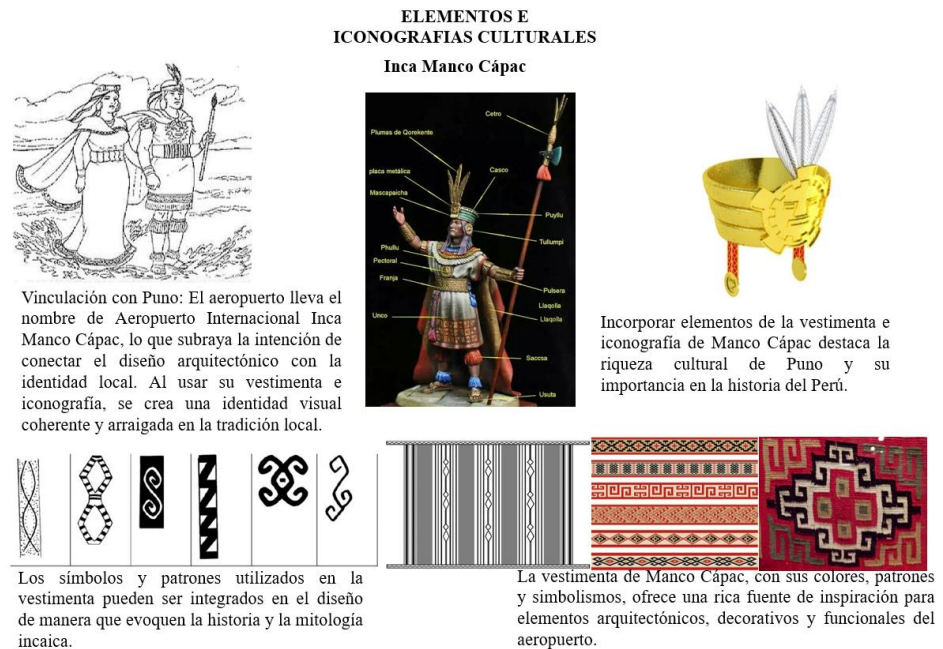 ELEMENTOS E
ICONOGRAFIAS CULTURALES
Inca Manco Cápac
Vinculación con Puno: El aeropuerto lleva el
nombre de Aeropuerto Internacional Inca
Manco Cápac, lo que subraya la intención de
conectar el diseño arquitectónico con la
identidad local. Al usar su vestimenta e
iconografía, se crea una identidad visual
coherente y arraigada en la tradición local.
Cetro
Plumas de Qorekente
placa metálica
Casco
Mascapaicha
Puyllu
Tullumpi
Phullu
Pectoral
Franja
Pulsera
Llaqolla
Unco
Llaqolla
Saccsa
Usuta
Incorporar elementos de la vestimenta e
iconografía de Manco Cápac destaca la
riqueza cultural de Puno y su
importancia en la historia del Perú.
Los símbolos y patrones utilizados en la
vestimenta pueden ser integrados en el diseño
de manera que evoquen la historia y la mitología
incaica.
La vestimenta de Manco Cápac, con sus colores, patrones
y simbolismos, ofrece una rica fuente de inspiración para
elementos arquitectónicos, decorativos y funcionales del
aeropuerto.